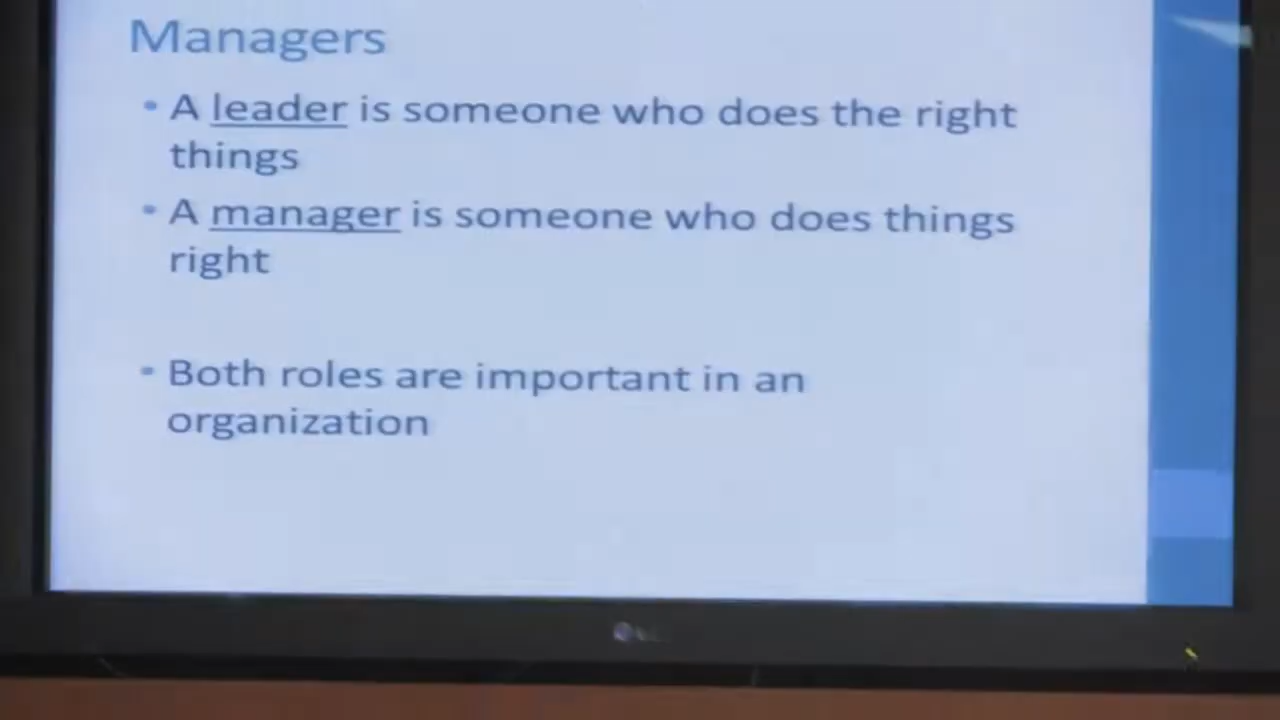 Managers
• A leader is someone who does the right
things
• A manager is someone who does things
right
• Both roles are important in an
organization